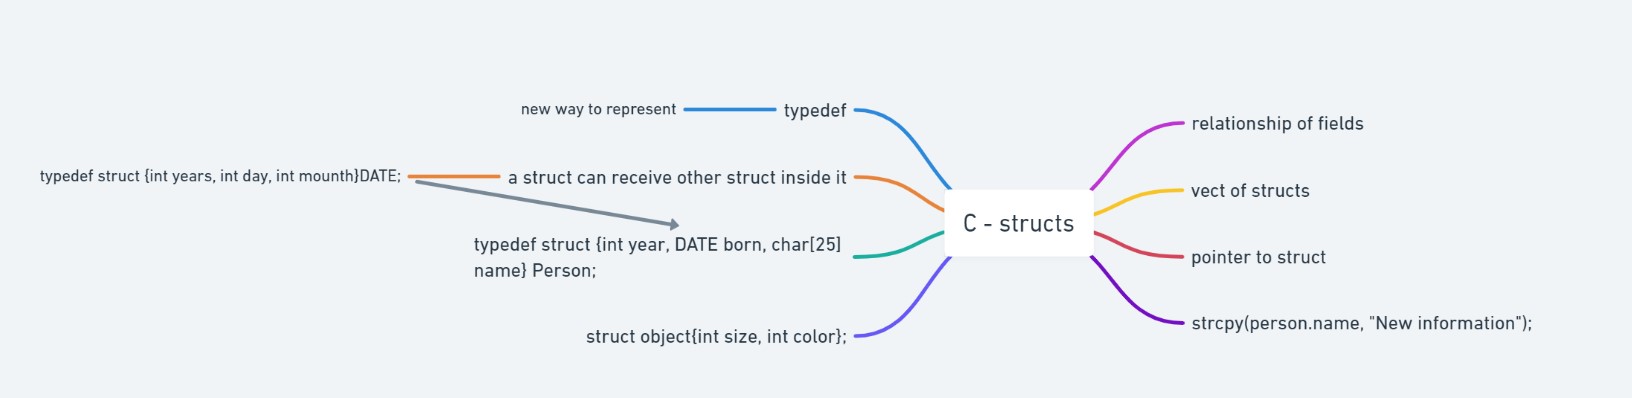 new way to represent
typedef
relationship of fields
typedef struct {int years, int day, int mounth}DATE;
a struct can receive other struct inside it
vect of structs
C - structs
typedef struct {int year, DATE born, char[25]
name} Person;
pointer to struct
struct object{int size, int color};
strcpy(person.name, "New information");